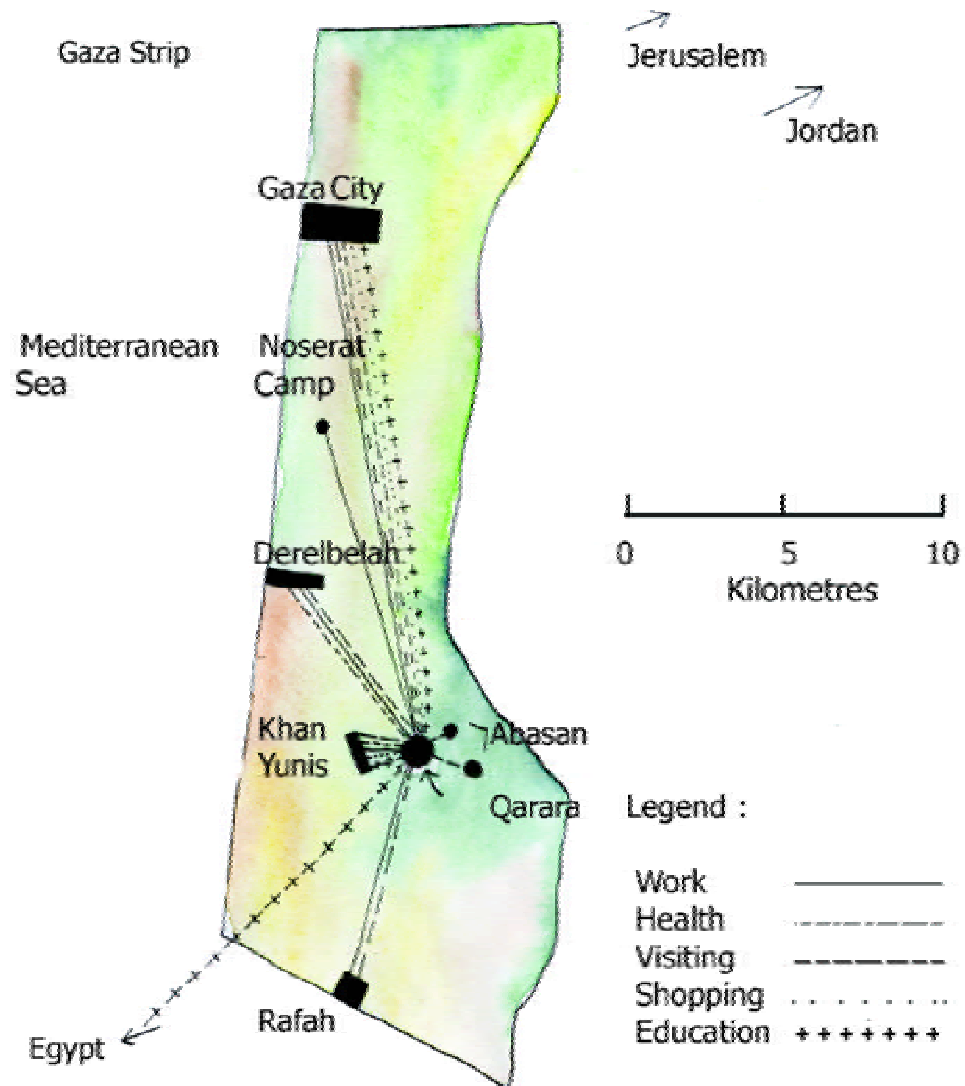 Gaza Strip
Jerusalem
Jordan
Gaza City
Mediterranean
Sea
Noserat
Camp
Derelbelah
0 5 10
Kilometres
Khan
Yunis
Abasan
Qarara
Rafah
Egypt
Legend :
Work
Health
Visiting
Shopping
Education